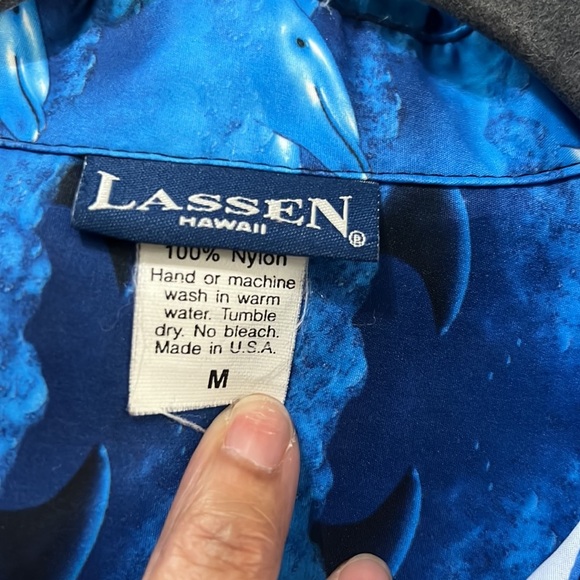 LASSEN®
HAWAII
100% Nylon
Hand or machine
wash in warm
water. Tumble
dry. No bleach.
Made in U.S.A.
M